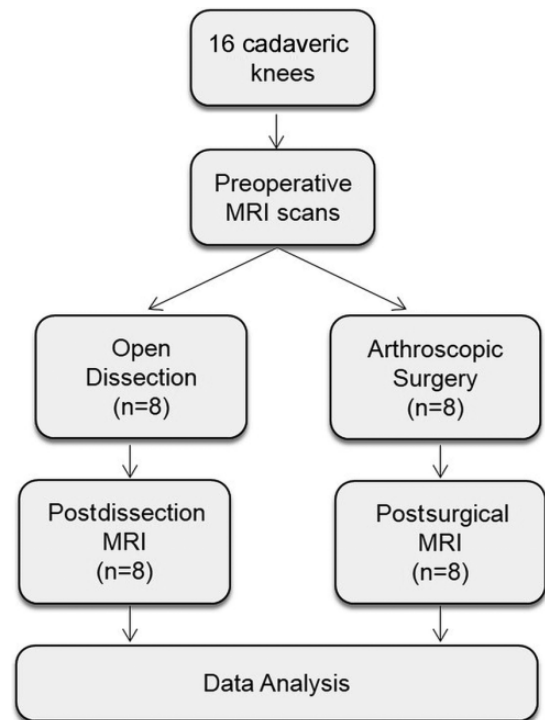 16 cadaveric
knees
Preoperative
MRI scans
Open
Dissection
(n=8)
Arthroscopic
Surgery
(n=8)
Postdissection
MRI
(n=8)
Postsurgical
MRI
(n=8)
Data Analysis